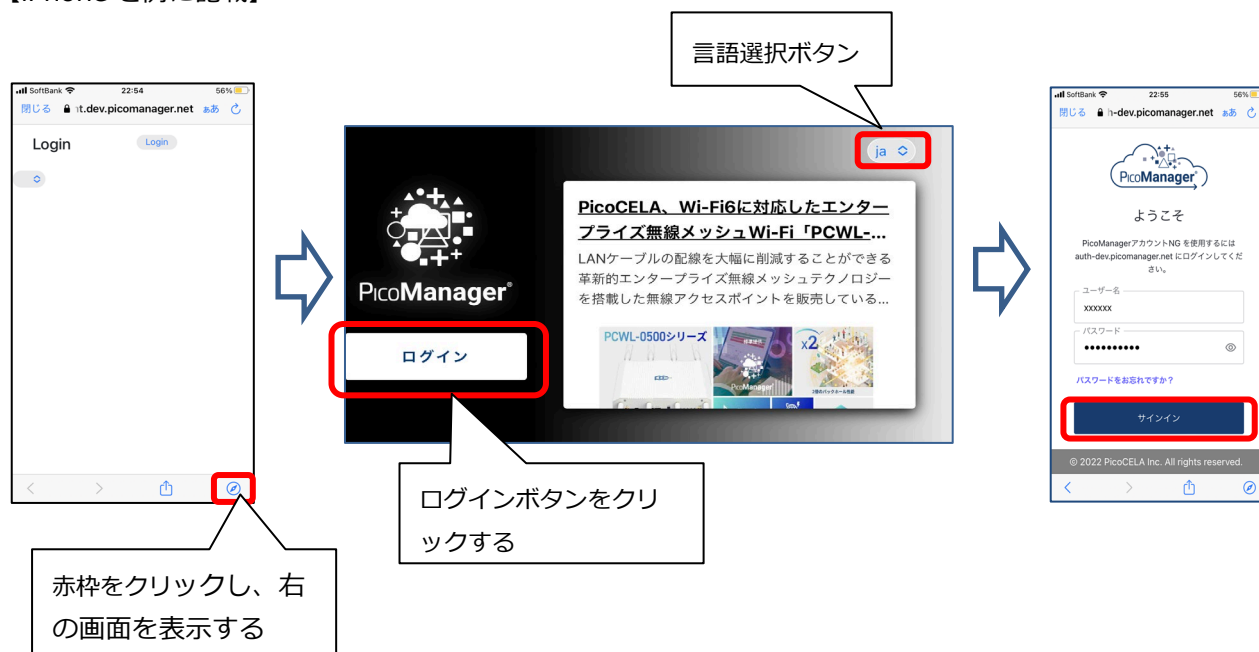 【iPhone を例に記載】
言語選択ボタン
SoftBank 22:54 56%
閉じる t.dev.picomanager.net ぁあ
Login Login
ja
PicoManager®
ログイン
PicoCELA、Wi-Fi6に対応したエンター
プライズ無線メッシュWi-Fi「PCWL-...
LANケーブルの配線を大幅に削減することができる
革新的エンタープライズ無線メッシュテクノロジー
を搭載した無線アクセスポイントを販売している...
PCWL-0500シリーズ
PicoManager
x2
2倍のバックホール性能
SoftBank 22:55 56%
閉じる h-dev.picomanager.net ぁあ
PicoManager®
ようこそ
PicoManagerアカウントNG を使用するには
auth-dev.picomanager.net にログインしてくだ
さい。
ユーザー名
xxxxxx
パスワード
••••••••••
パスワードをお忘れですか？
サインイン
© 2022 PicoCELA Inc. All rights reserved.
ログインボタンをクリ
ックする
赤枠をクリックし、右
の画面を表示する